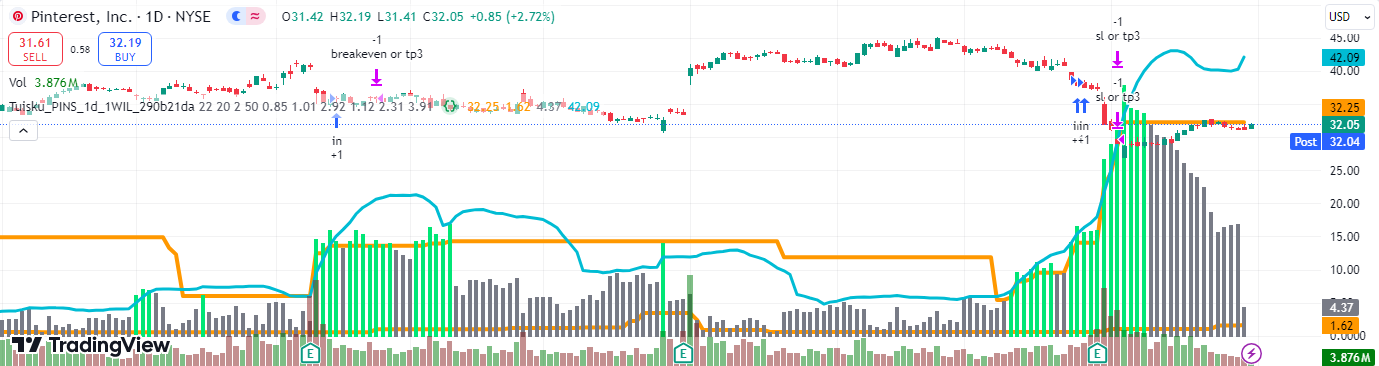 Pinterest, Inc. · 1D · NYSE O31.42 H32.19 L31.41 C32.05 +0.85 (+2.72%)
31.61
SELL
0.58
32.19
BUY
Vol 3.876M
Tuisku_PINS_1d_1WIL_290b21da 22 20 2 50 0.85 1.01 2.92 1.12 2.31 3.91 32.25 1.62 4.37 42.09
-1
breakeven or tp3
in
+1
-1
sl or tp3
-1
sl or tp3
USD
45.00
42.09
40.00
32.25
32.05
Post 32.04
25.00
20.00
15.00
10.00
4.37
1.62
0.0000
3.876M
E
E
E
TradingView